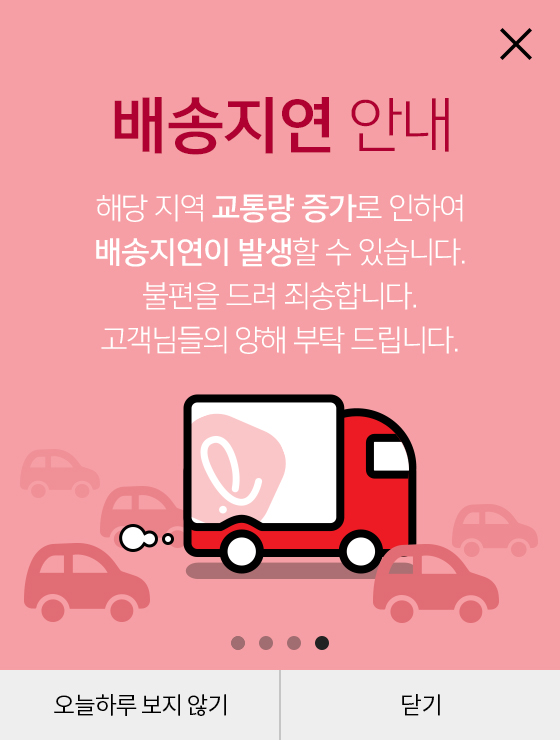 배송지연 안내
해당 지역 교통량 증가로 인하여
배송지연이 발생할 수 있습니다.
불편을 드려 죄송합니다.
고객님들의 양해 부탁 드립니다.
오늘하루 보지 않기
닫기